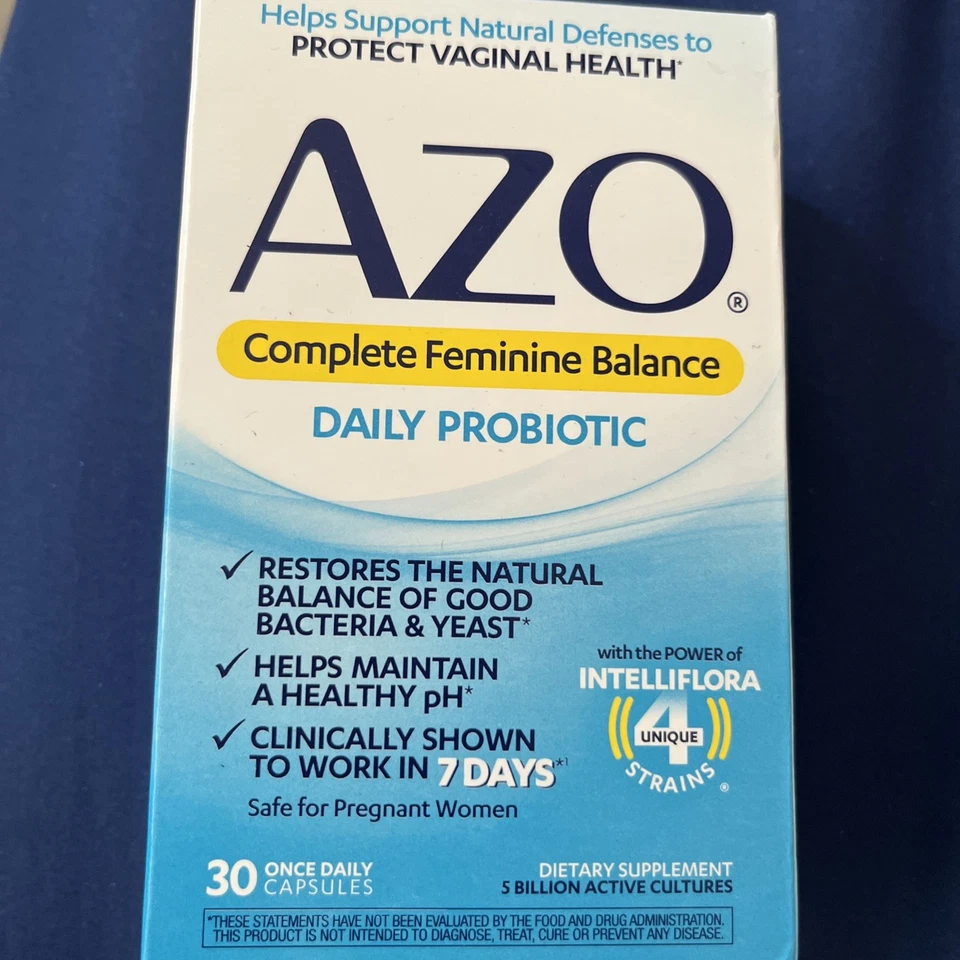 Helps Support Natural Defenses to
PROTECT VAGINAL HEALTH*
AZO®
Complete Feminine Balance
DAILY PROBIOTIC
✓ RESTORES THE NATURAL
BALANCE OF GOOD
BACTERIA & YEAST*
✓ HELPS MAINTAIN
A HEALTHY pH*
✓ CLINICALLY SHOWN
TO WORK IN 7 DAYS*1
Safe for Pregnant Women
with the POWER of
INTELLIFLORA
4
UNIQUE
STRAINS®
30 ONCE DAILY
CAPSULES
DIETARY SUPPLEMENT
5 BILLION ACTIVE CULTURES
*THESE STATEMENTS HAVE NOT BEEN EVALUATED BY THE FOOD AND DRUG ADMINISTRATION.
THIS PRODUCT IS NOT INTENDED TO DIAGNOSE, TREAT, CURE OR PREVENT ANY DISEASE.